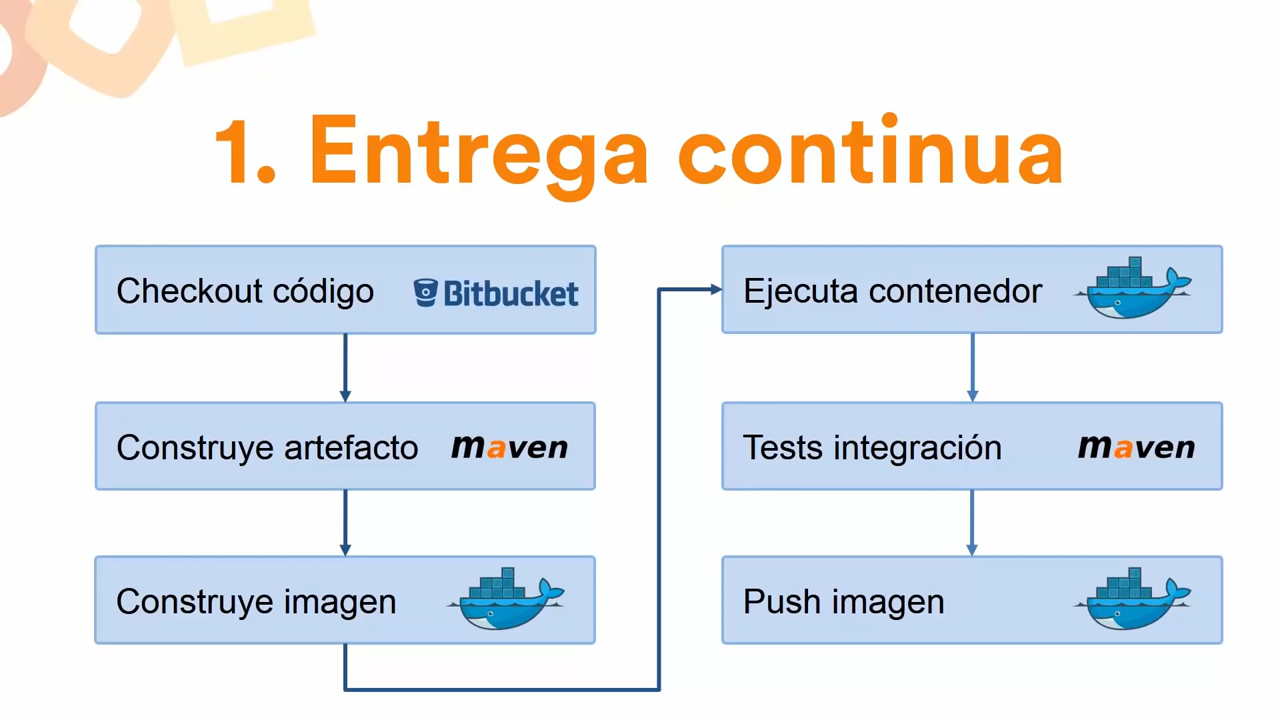 1. Entrega continua
Checkout código
Bitbucket
Construye artefacto
maven
Construye imagen
Ejecuta contenedor
Tests integración
maven
Push imagen